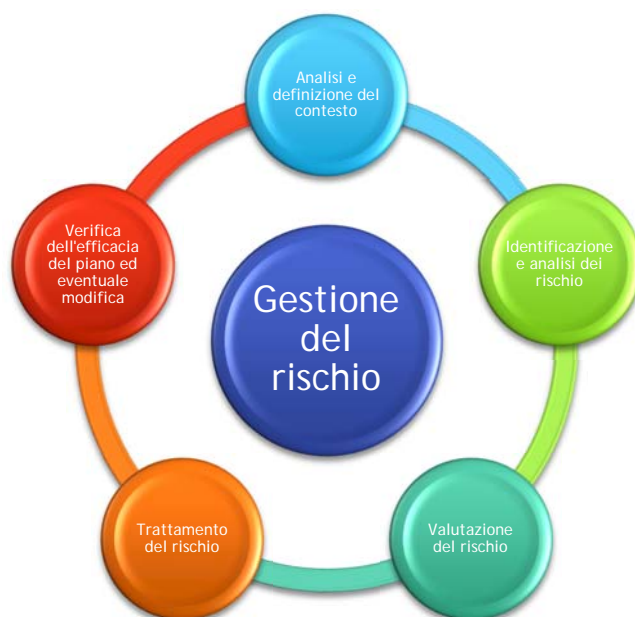 Analisi e
definizione del
contesto
Identificazione
e analisi del
rischio
Valutazione
del rischio
Trattamento
del rischio
Verifica
dell'efficacia
del piano ed
eventuale
modifica
Gestione
del
rischio